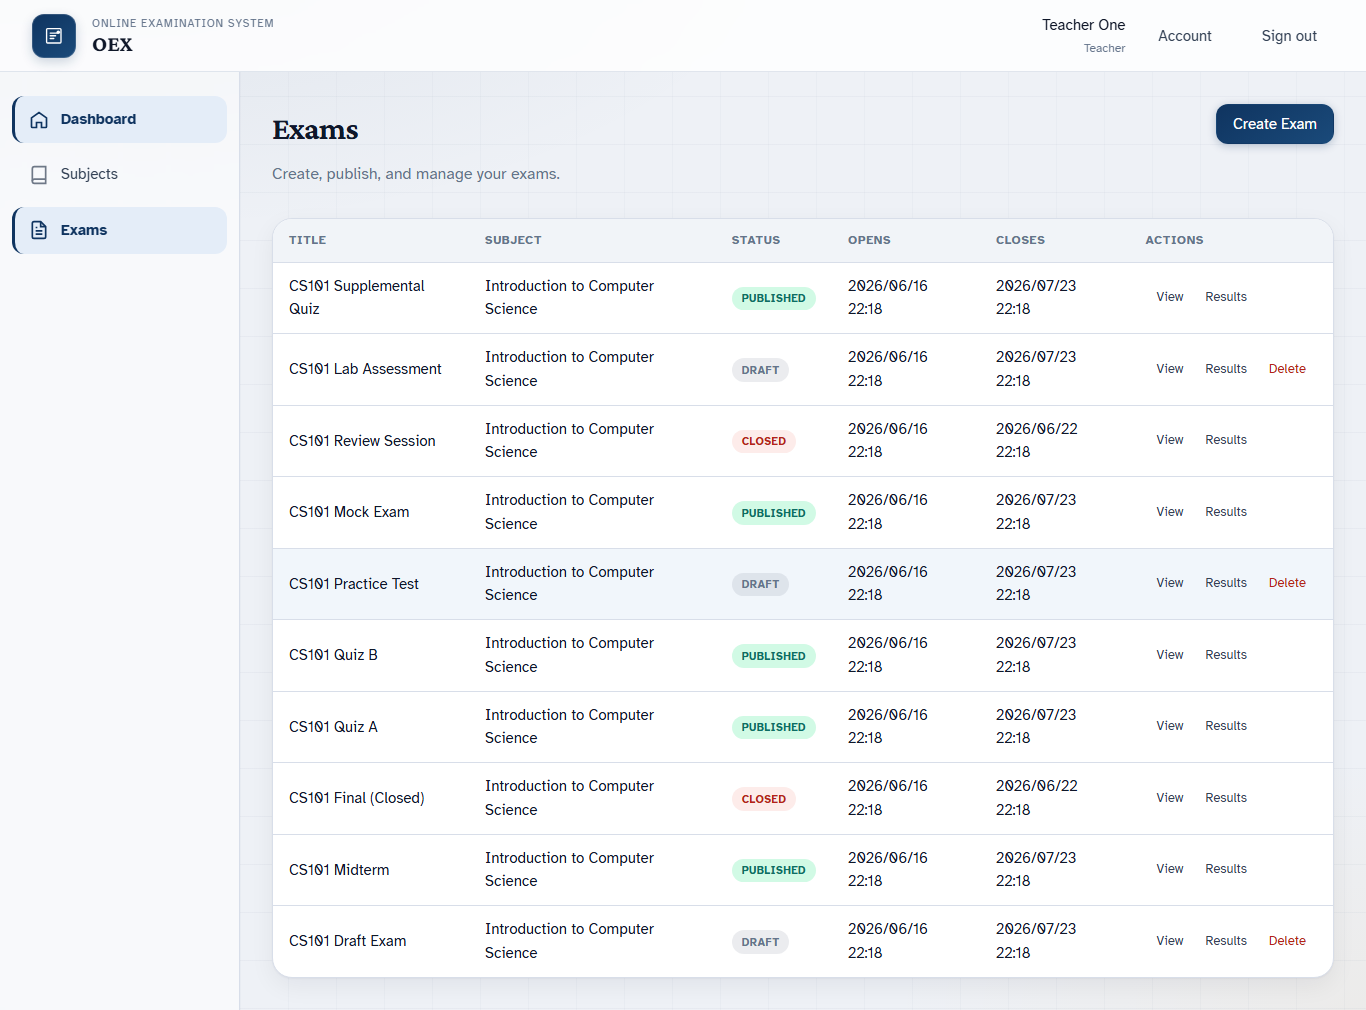 ONLINE EXAMINATION SYSTEM
OEX
Teacher One
Teacher
Account
Sign out
Dashboard
Subjects
Exams
Exams
Create, publish, and manage your exams.
Create Exam
TITLE SUBJECT STATUS OPENS CLOSES ACTIONS
CS101 Supplemental Quiz
Introduction to Computer Science
PUBLISHED
2026/06/16 22:18
2026/07/23 22:18
View Results
CS101 Lab Assessment
Introduction to Computer Science
DRAFT
2026/06/16 22:18
2026/07/23 22:18
View Results Delete
CS101 Review Session
Introduction to Computer Science
CLOSED
2026/06/16 22:18
2026/06/22 22:18
View Results
CS101 Mock Exam
Introduction to Computer Science
PUBLISHED
2026/06/16 22:18
2026/07/23 22:18
View Results
CS101 Practice Test
Introduction to Computer Science
DRAFT
2026/06/16 22:18
2026/07/23 22:18
View Results Delete
CS101 Quiz B
Introduction to Computer Science
PUBLISHED
2026/06/16 22:18
2026/07/23 22:18
View Results
CS101 Quiz A
Introduction to Computer Science
PUBLISHED
2026/06/16 22:18
2026/07/23 22:18
View Results
CS101 Final (Closed)
Introduction to Computer Science
CLOSED
2026/06/16 22:18
2026/06/22 22:18
View Results
CS101 Midterm
Introduction to Computer Science
PUBLISHED
2026/06/16 22:18
2026/07/23 22:18
View Results
CS101 Draft Exam
Introduction to Computer Science
DRAFT
2026/06/16 22:18
2026/07/23 22:18
View Results Delete